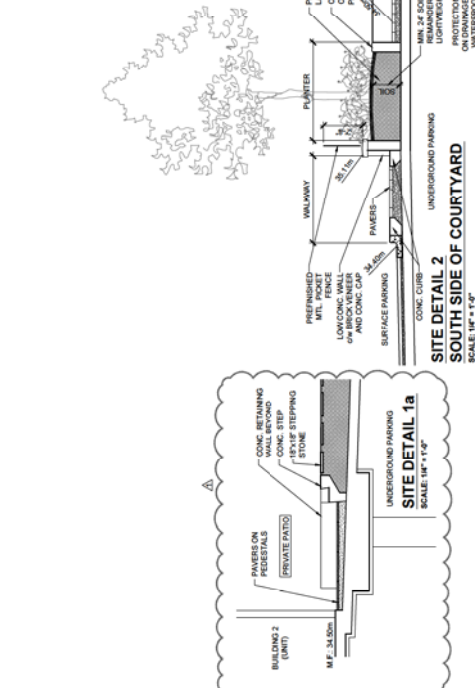 BUILDING 2
(UNIT)
M.F.: 34.50m
PAVERS ON
PEDESTALS
PRIVATE PATIO
CONC. RETAINING
WALL BEYOND
CONC. STEP
18"x18" STEPPING
STONE
UNDERGROUND PARKING
SITE DETAIL 1a
SCALE: 1/4" = 1'-0"
PREFINISHED
MTL. PICKET
FENCE
LOW CONC. WALL
c/w BRICK VENEER
AND CONC. CAP
SURFACE PARKING
34.40m
CONC. CURB
WALKWAY
PAVERS
35.11m
PLANTER
SOIL
UNDERGROUND PARKING
MIN. 24" SOIL
REMAINDER
LIGHTWEIGH
PROTECTION
ON DRAINAGE
WATERPROOF
SITE DETAIL 2
SOUTH SIDE OF COURTYARD
SCALE: 1/4" = 1'-0"